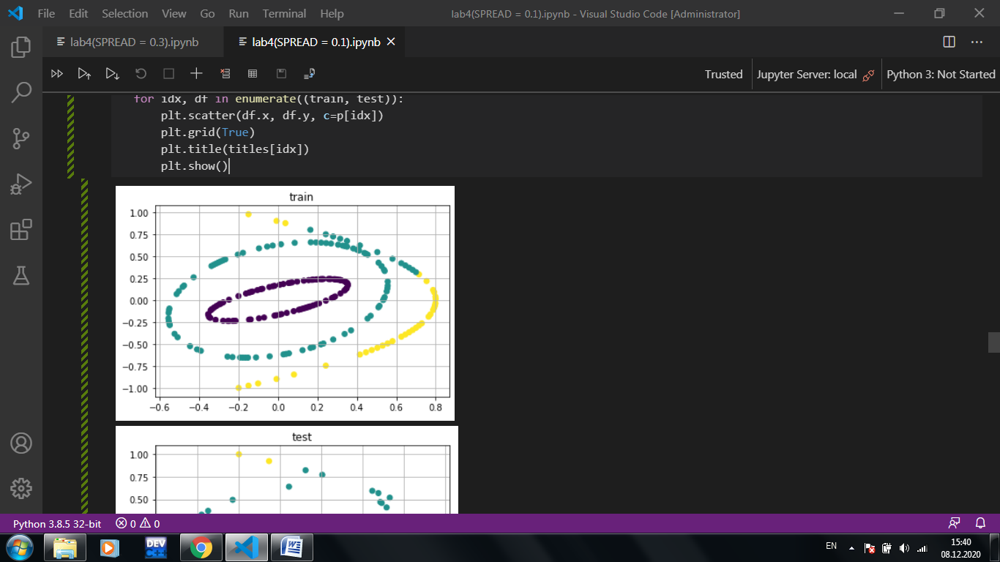 File Edit Selection View Go Run Terminal Help lab4(SPREAD = 0.1).ipynb - Visual Studio Code [Administrator]
lab4(SPREAD = 0.3).ipynb lab4(SPREAD = 0.1).ipynb
Trusted Jupyter Server: local Python 3: Not Started
for idx, df in enumerate((train, test)):
plt.scatter(df.x, df.y, c=p[idx])
plt.grid(True)
plt.title(titles[idx])
plt.show()
train
1.00
0.75
0.50
0.25
0.00
−0.25
−0.50
−0.75
−1.00
−0.6 −0.4 −0.2 0.0 0.2 0.4 0.6 0.8
test
1.00
0.75
0.50
Python 3.8.5 32-bit 0 0
DEV
C++
W
EN 15:40
08.12.2020